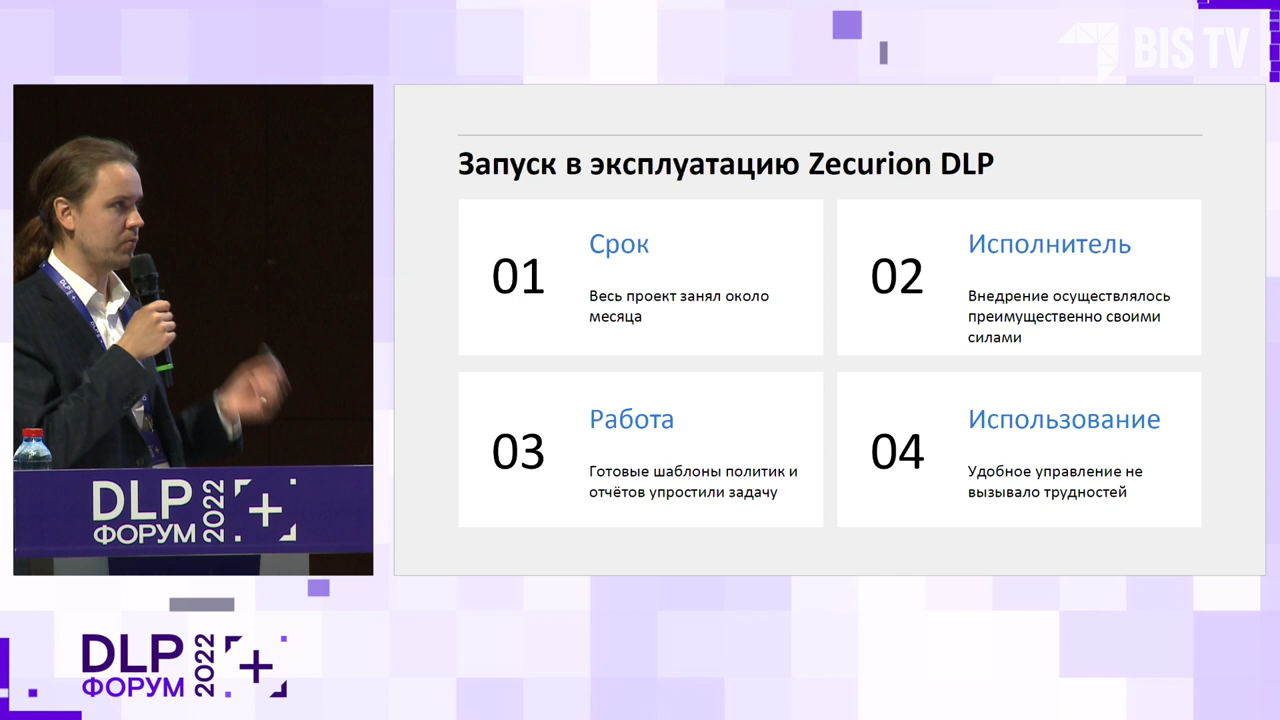 BIS TV
Запуск в эксплуатацию Zecurion DLP
01
Срок
Весь проект занял около
месяца
02
Исполнитель
Внедрение осуществлялось
преимущественно своими
силами
03
Работа
Готовые шаблоны политик и
отчётов упростили задачу
04
Использование
Удобное управление не
вызывало трудностей
DLP
DLP
ФОРУМ
2022
DLP
ФОРУМ
2022